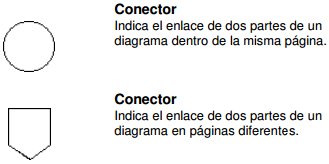 Conector
Indica el enlace de dos partes de un
diagrama dentro de la misma página.
Conector
Indica el enlace de dos partes de un
diagrama en páginas diferentes.